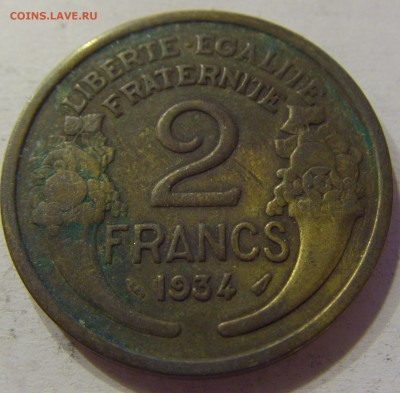 COINS.LAVE.RU
LIBERTE-EGALITE
FRATERNITE
2
FRANCS
1934